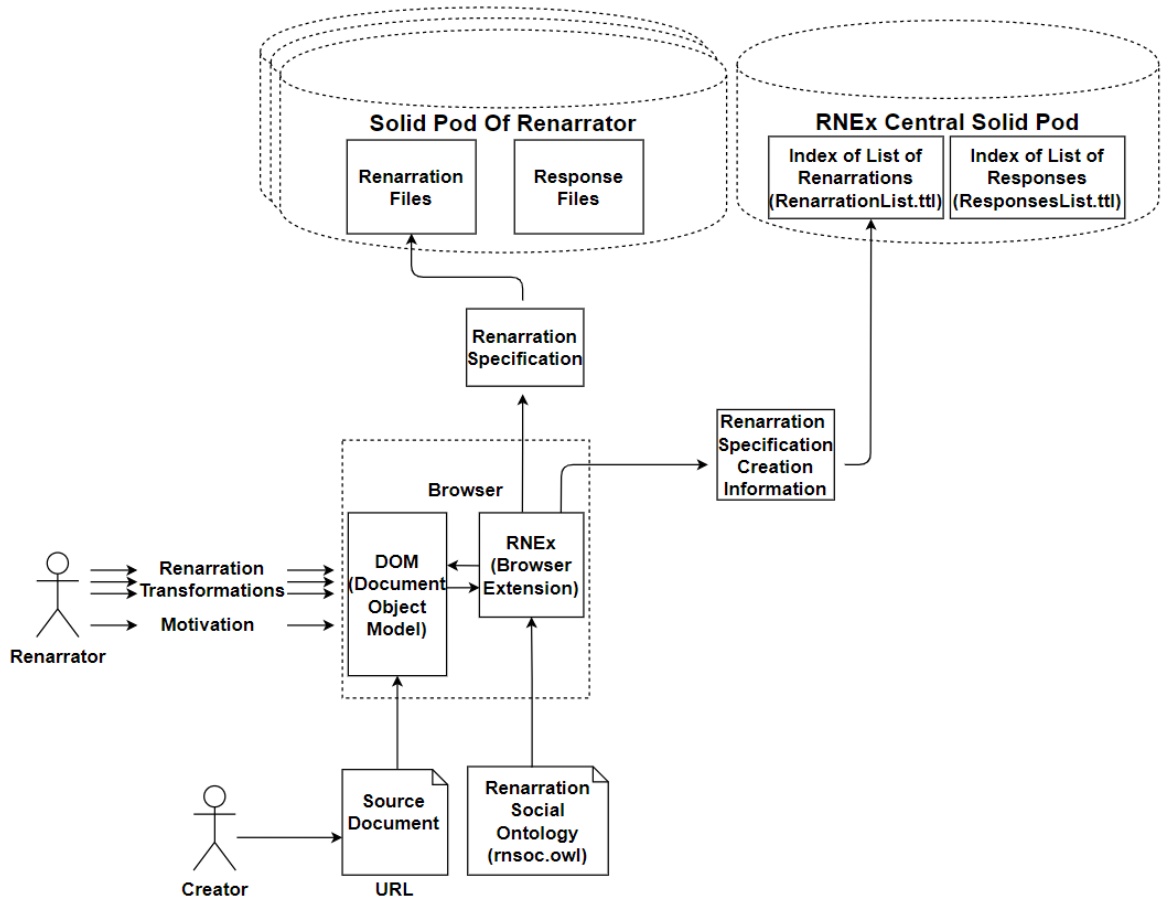 Solid Pod Of Renarrator
Renarration
Files
Response
Files
RNEx Central Solid Pod
Index of List of
Renarrations
(RenarrationList.ttl)
Index of List of
Responses
(ResponsesList.ttl)
Renarration
Specification
Renarration
Specification
Creation
Information
Browser
DOM
(Document
Object
Model)
RNEx
(Browser
Extension)
Renarration
Transformations
Motivation
Renarrator
Source
Document
URL
Renarration
Social
Ontology
(rnsoc.owl)
Creator